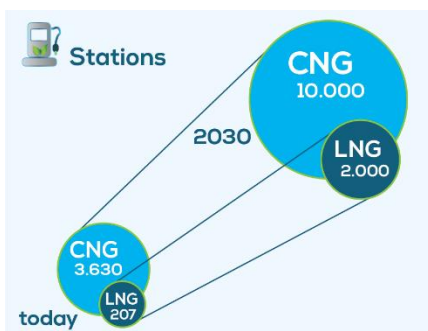 Stations
CNG
10.000
2030
LNG
2.000
CNG
3.630
LNG
207
today